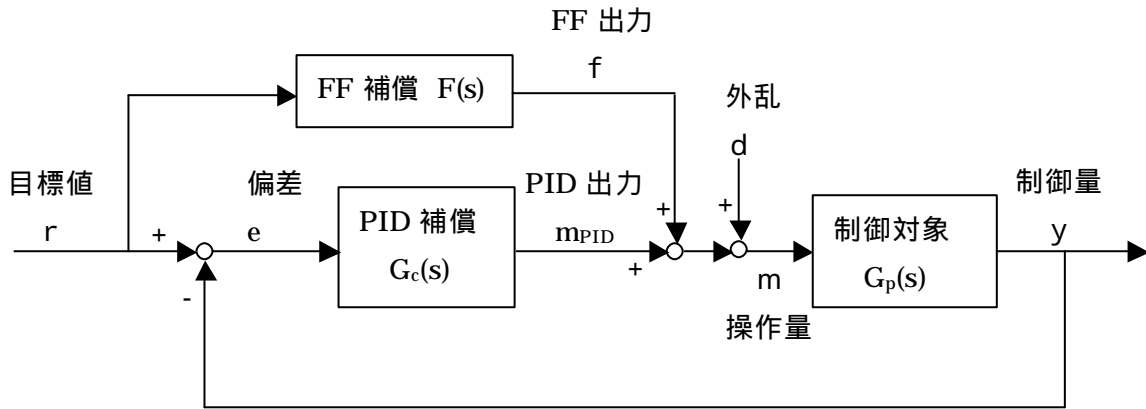 FF 出力
f
FF 補償 F(s)
外乱
d
目標値
r
偏差
e
PID 補償
Gc(s)
PID 出力
mPID
制御対象
Gp(s)
制御量
y
+
-
+
+
+
m
操作量